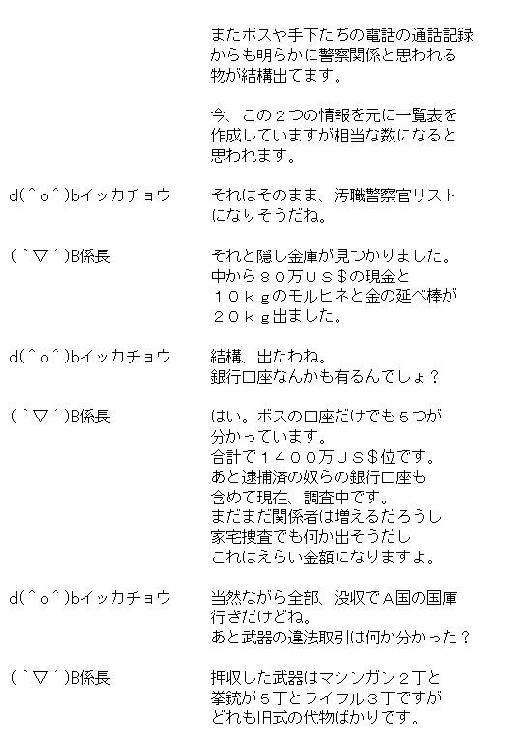 またボスや手下たちの電話の通話記録
からも明らかに警察関係と思われる
物が結構出てます。
今、この２つの情報を元に一覧表を
作成していますが相当な数になると
思われます。
d(＾o＾)bイッカチョウ　それはそのまま、汚職警察官リスト
になりそうだね。
(｀▽´)B係長　それと隠し金庫が見つかりました。
中から８０万ＵＳ＄の現金と
１０ｋｇのモルヒネと金の延べ棒が
２０ｋｇ出ました。
d(＾o＾)bイッカチョウ　結構、出たわね。
銀行口座なんかも有るんでしょ？
(｀▽´)B係長　はい。ボスの口座だけでも５つが
分かっています。
合計で１４００万ＵＳ＄位です。
あと逮捕済の奴らの銀行口座も
含めて現在、調査中です。
まだまだ関係者は増えるだろうし
家宅捜査でも何か出そうだし
これはえらい金額になりますよ。
d(＾o＾)bイッカチョウ　当然ながら全部、没収でＡ国の国庫
行きだけどね。
あと武器の違法取引は何か分かった？
(｀▽´)B係長　押収した武器はマシンガン２丁と
拳銃が５丁とライフル３丁ですが
どれも旧式の代物ばかりです。